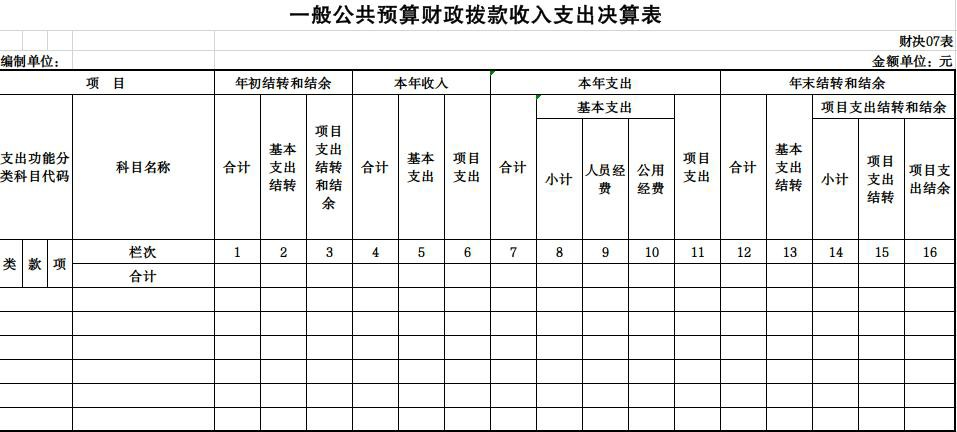 一般公共预算财政拨款收入支出决算表
财决07表
编制单位：
金额单位：元
项 目
年初结转和结余
本年收入
本年支出
年末结转和结余
支出功能分
类科目代码
科目名称
合计
基本
支出
结转
项目
支出
结转
和结
余
合计
基本
支出
项目
支出
合计
基本支出
小计
人员经
费
公用
经费
项目
支出
合计
基本
支出
结转
项目支出结转和结余
小计
项目
支出
结转
项目支
出结余
类 款 项
栏次 1 2 3 4 5 6 7 8 9 10 11 12 13 14 15 16
合计